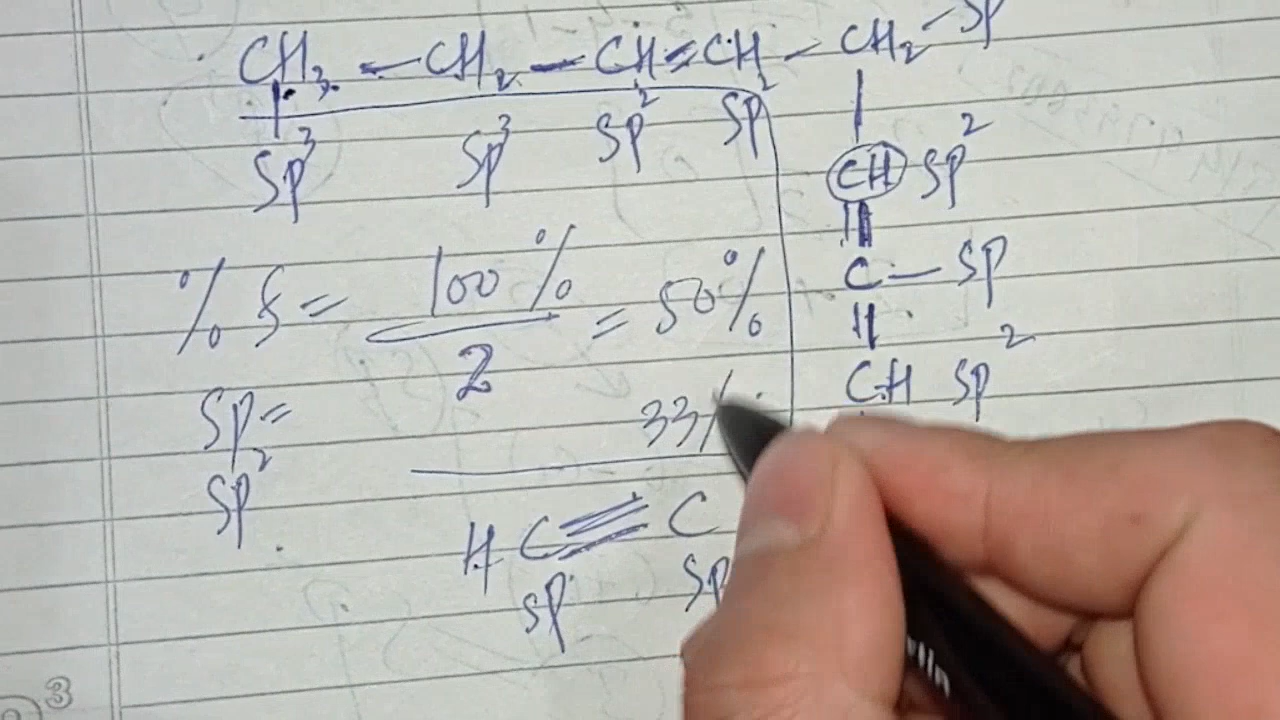 CH₃ — CH₂ — CH = CH — CH₂ — SP
SP³ SP³ SP² SP²
|
CH SP²
||
C — SP
||
CH SP²
% S = 100 % / 2 = 50 %
SP =
33%
SP²
H C ≡ C
SP SP
3